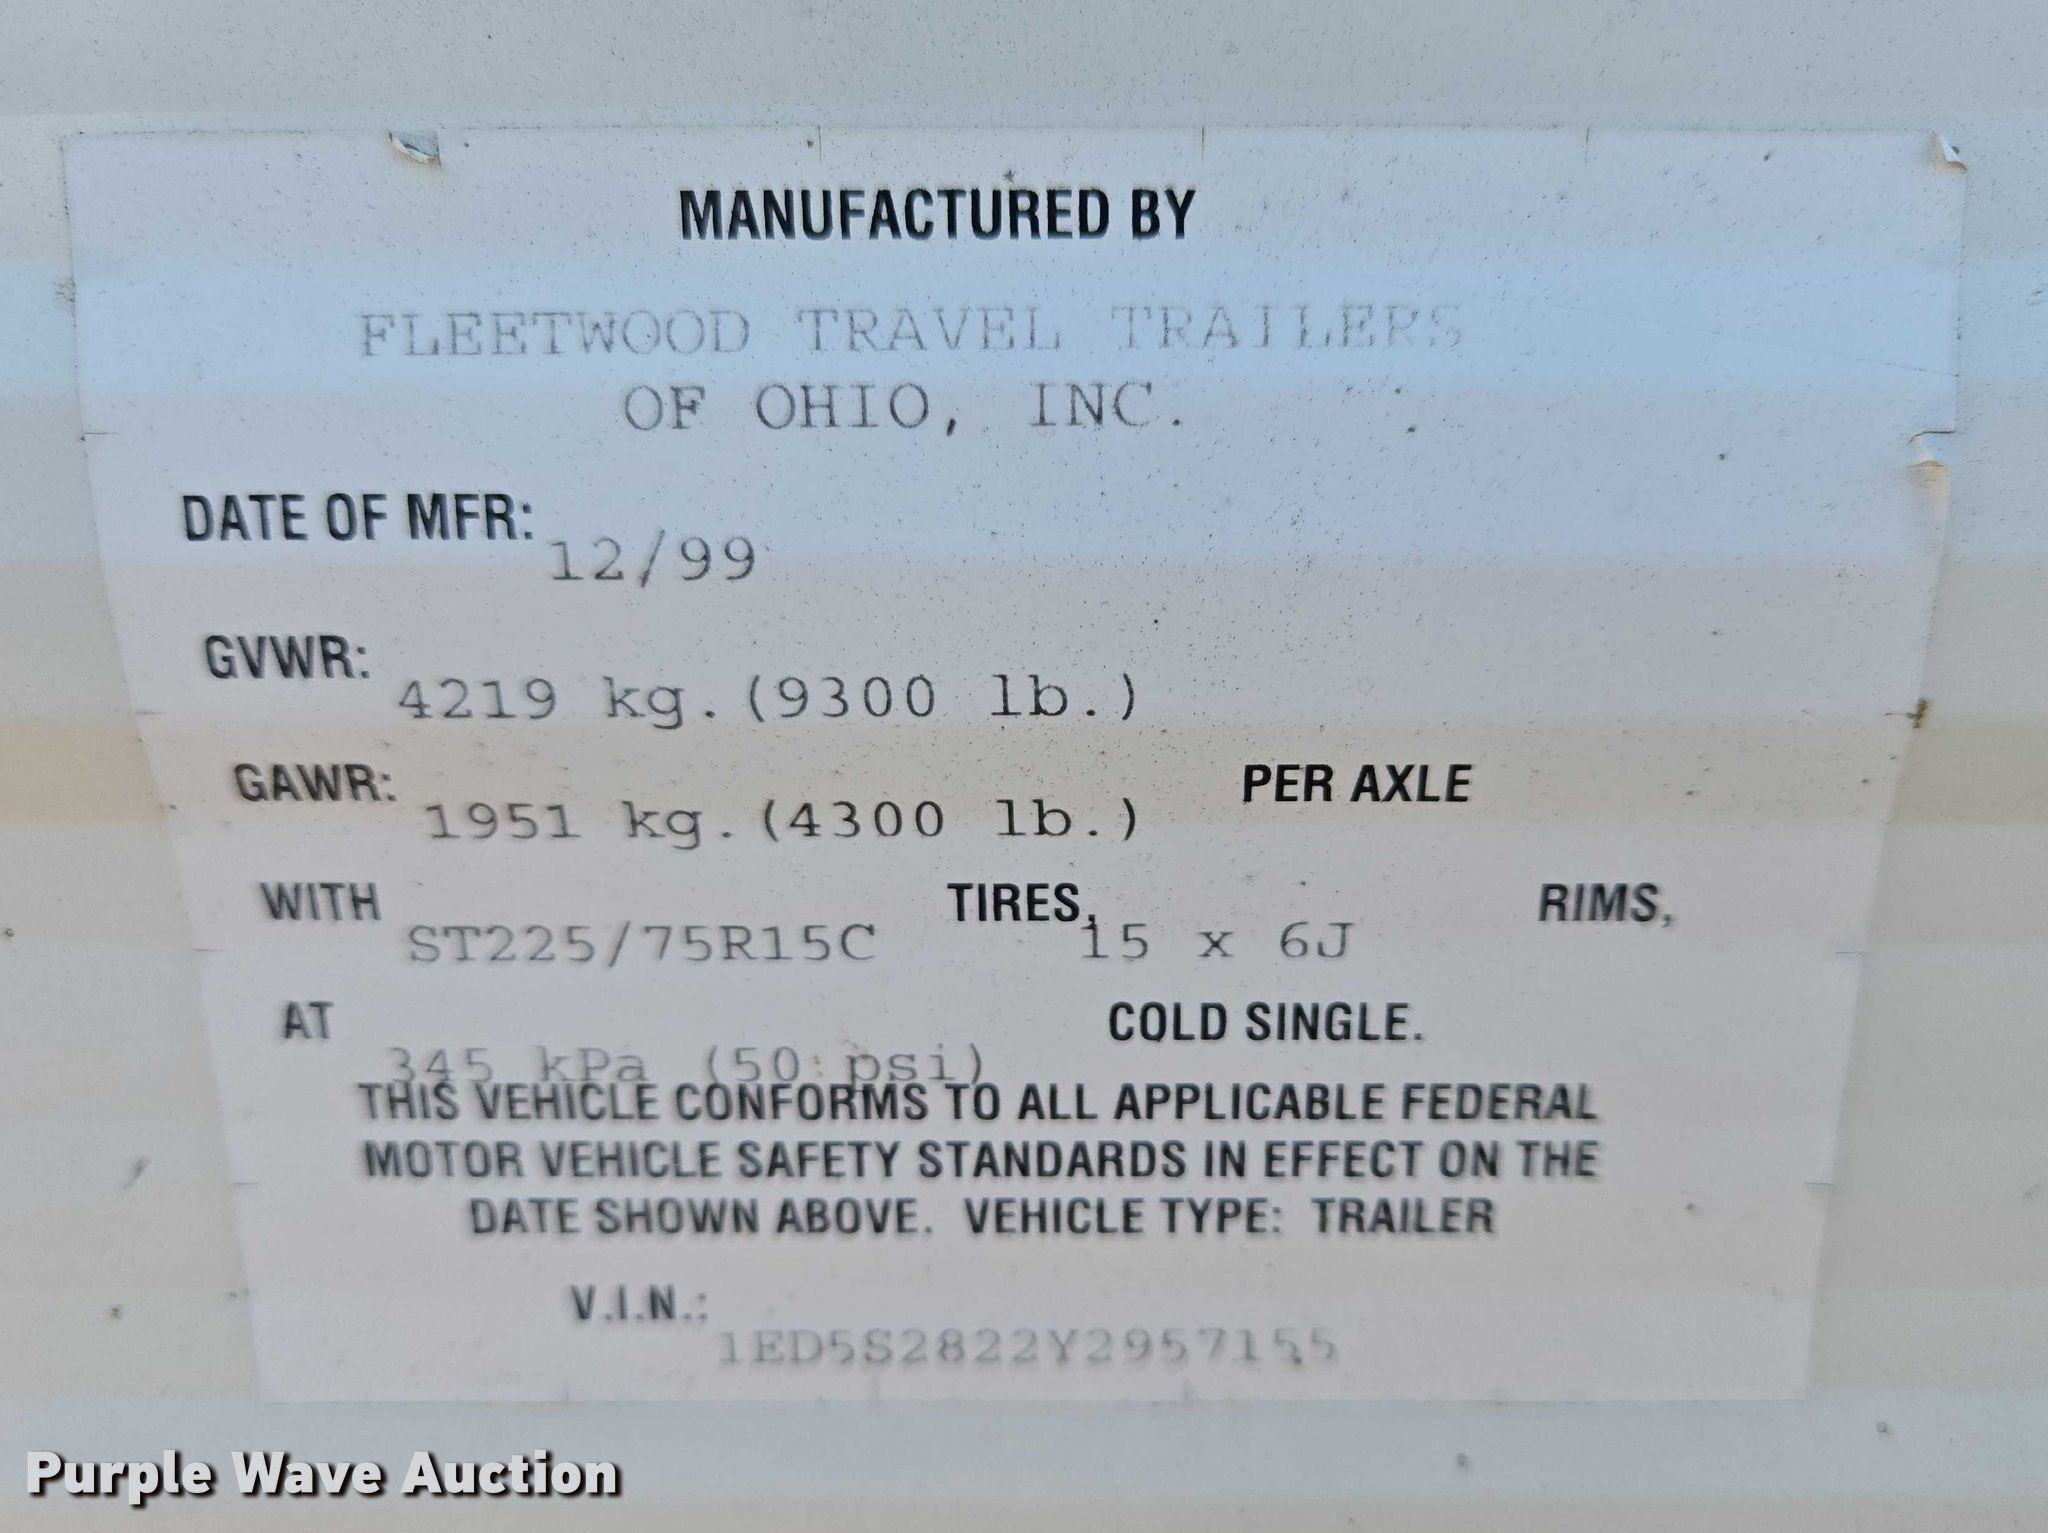 MANUFACTURED BY
FLEETWOOD TRAVEL TRAILERS
OF OHIO, INC.
DATE OF MFR: 12/99
GVWR: 4219 kg.(9300 lb.)
GAWR: 1951 kg.(4300 lb.) PER AXLE
WITH ST225/75R15C TIRES, 15 x 6J RIMS,
AT 345 kPa (50 psi) COLD SINGLE.
THIS VEHICLE CONFORMS TO ALL APPLICABLE FEDERAL
MOTOR VEHICLE SAFETY STANDARDS IN EFFECT ON THE
DATE SHOWN ABOVE. VEHICLE TYPE: TRAILER
V.I.N.: 1ED5S2822Y2957155
Purple Wave Auction